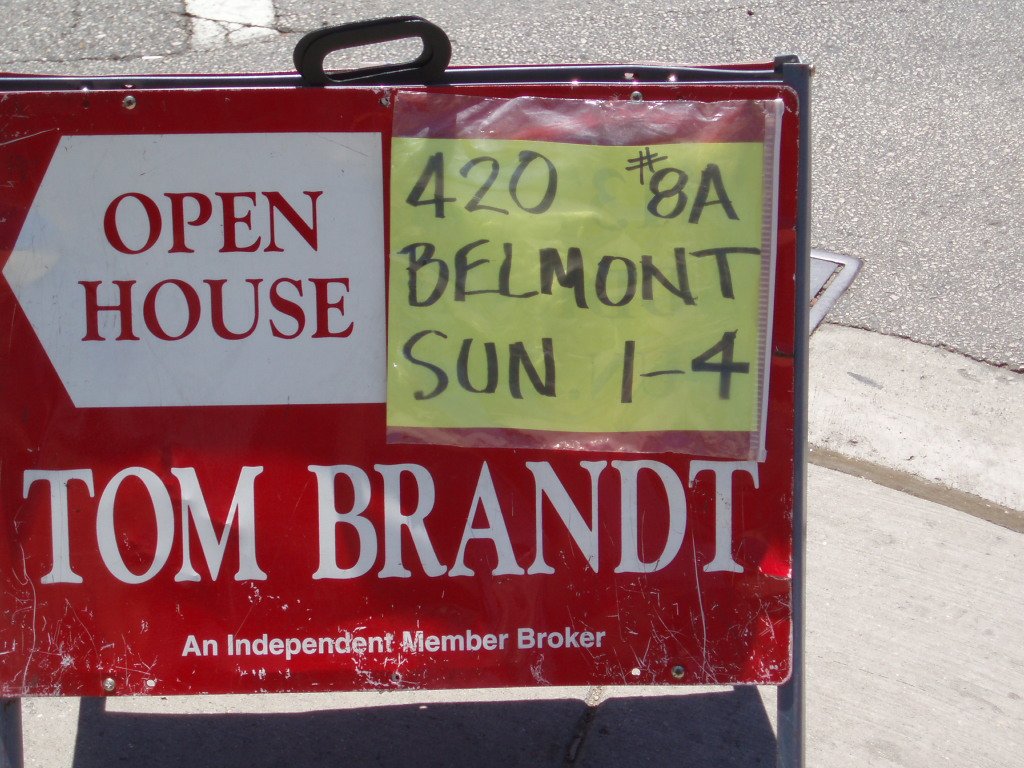 OPEN
HOUSE
420 #8A
BELMONT
SUN 1-4
TOM BRANDT
An Independent Member Broker